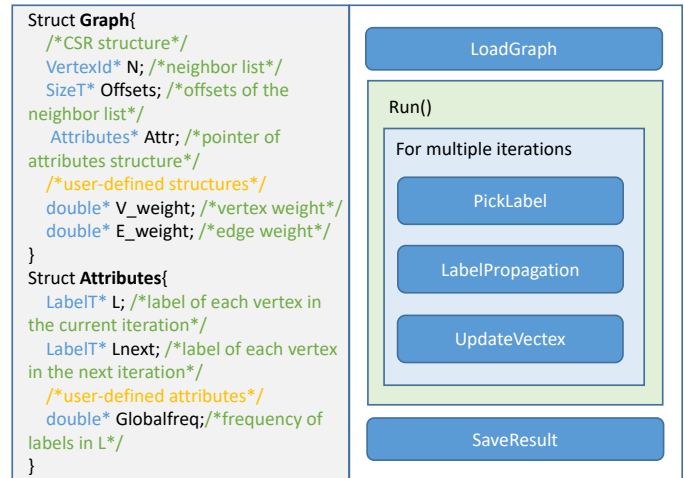 Struct Graph{
/*CSR structure*/
VertexId* N; /*neighbor list*/
SizeT* Offsets; /*offsets of the
neighbor list*/
Attributes* Attr; /*pointer of
attributes structure*/
/*user-defined structures*/
double* V_weight; /*vertex weight*/
double* E_weight; /*edge weight*/
}
Struct Attributes{
LabelT* L; /*label of each vertex in
the current iteration*/
LabelT* Lnext; /*label of each vertex
in the next iteration*/
/*user-defined attributes*/
double* Globalfreq;/*frequency of
labels in L*/
}
LoadGraph
Run()
For multiple iterations
PickLabel
LabelPropagation
UpdateVectex
SaveResult